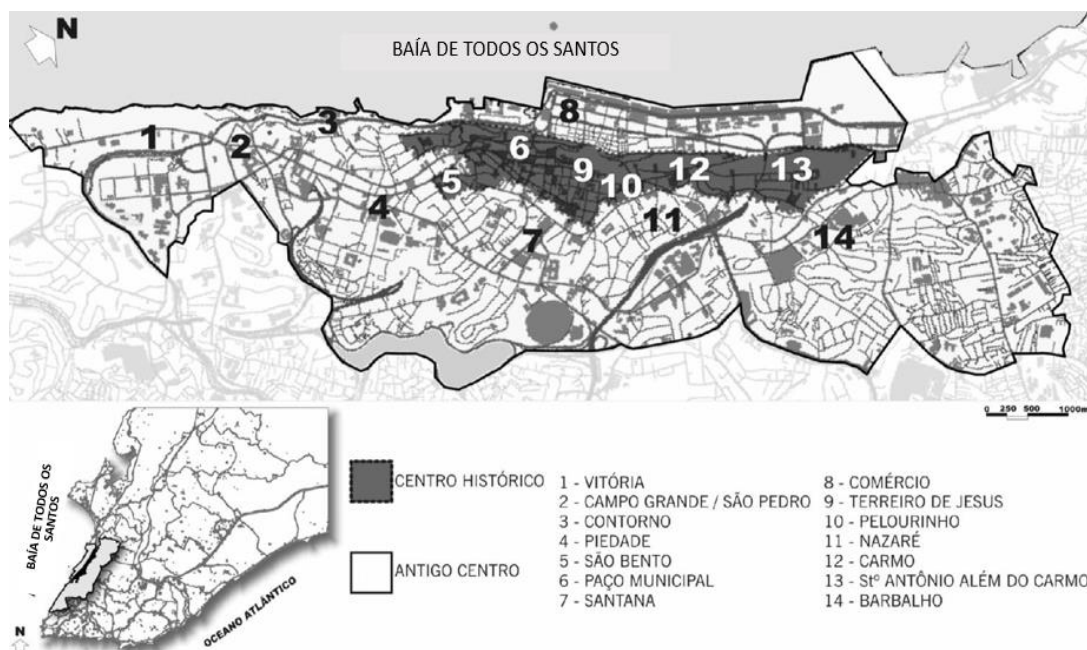 N
BAÍA DE TODOS OS SANTOS
1
2
3
4
5
6
7
8
9
10
11
12
13
14
0 250 500 1000m
BAÍA DE TODOS OS
SANTOS
OCEANO ATLÂNTICO
N
CENTRO HISTÓRICO
ANTIGO CENTRO
1 - VITÓRIA
2 - CAMPO GRANDE / SÃO PEDRO
3 - CONTORNO
4 - PIEDADE
5 - SÃO BENTO
6 - PAÇO MUNICIPAL
7 - SANTANA
8 - COMÉRCIO
9 - TERREIRO DE JESUS
10 - PELOURINHO
11 - NAZARÉ
12 - CARMO
13 - Stº ANTÔNIO ALÉM DO CARMO
14 - BARBALHO